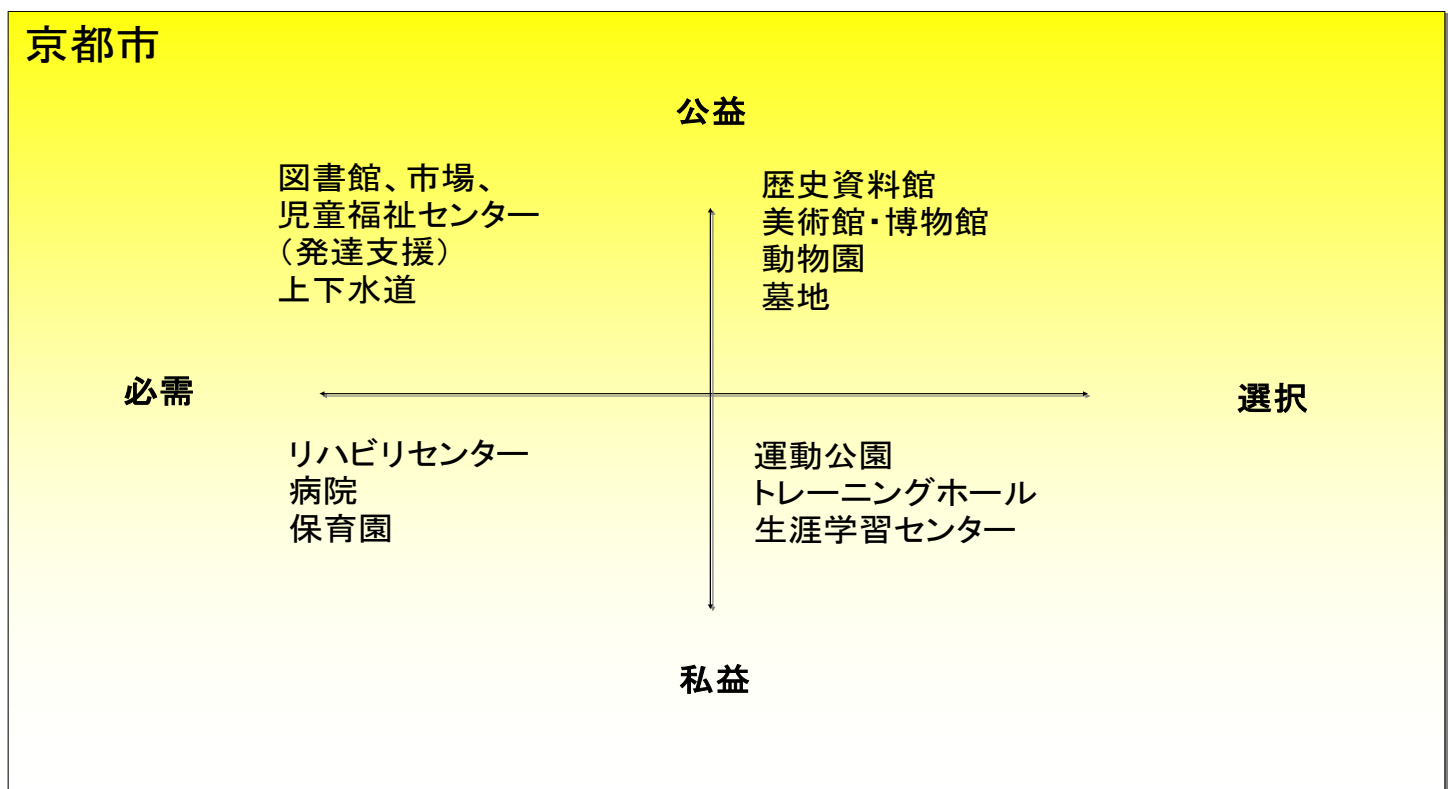 京都市
公益
図書館、市場、
児童福祉センター
（発達支援）
上下水道
歴史資料館
美術館・博物館
動物園
墓地
必需
選択
リハビリセンター
病院
保育園
運動公園
トレーニングホール
生涯学習センター
私益